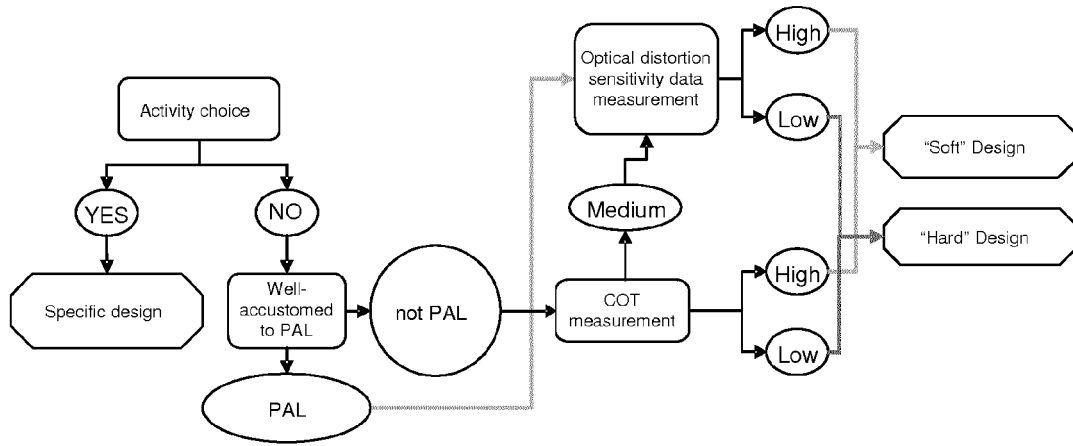 Activity choice
YES
NO
Specific design
Well-
accustomed
to PAL
PAL
not PAL
Optical distortion
sensitivity data
measurement
Medium
COT
measurement
High
Low
High
Low
“Soft” Design
“Hard” Design